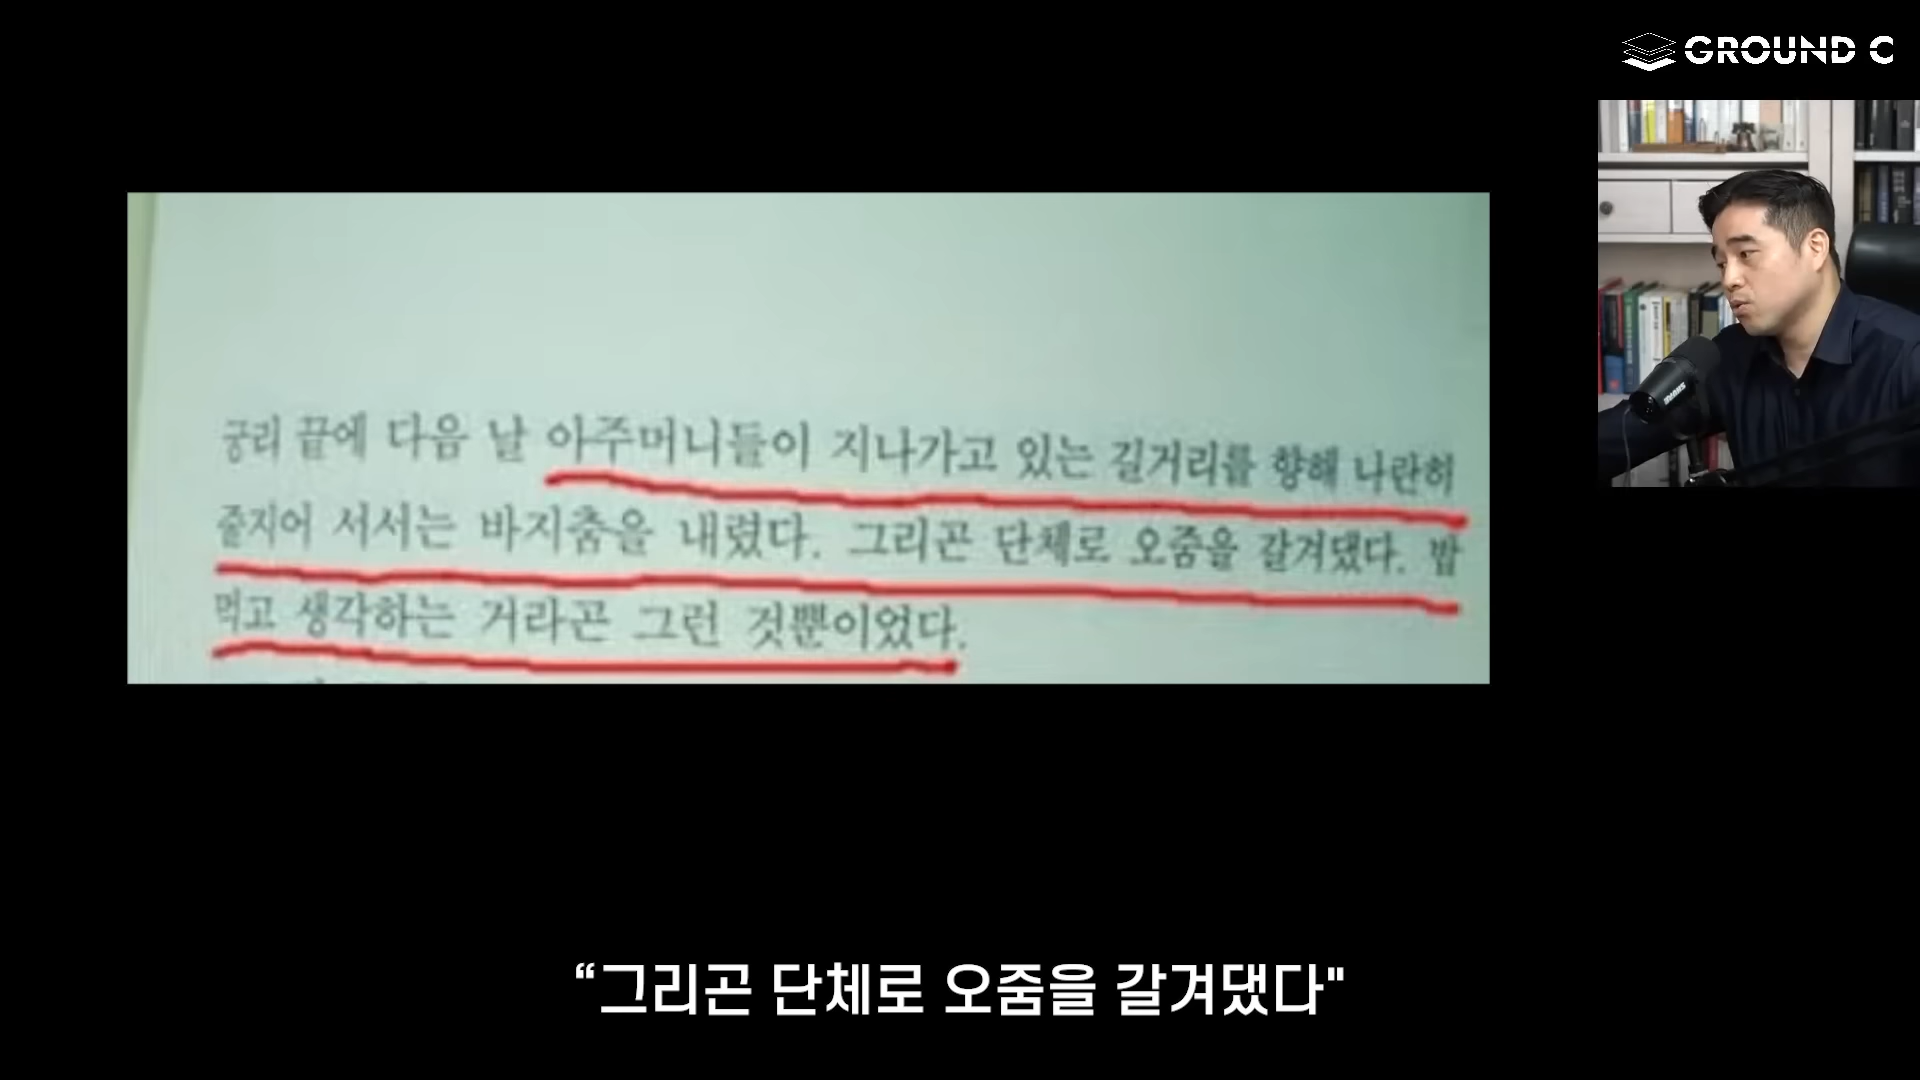 GROUND C
궁리 끝에 다음 날 아주머니들이 지나가고 있는 길거리를 향해 나란히
줄지어 서서는 바지춤을 내렸다. 그리곤 단체로 오줌을 갈겨댔다. 밥
먹고 생각하는 거라곤 그런 것뿐이었다.
SHURE
“그리곤 단체로 오줌을 갈겨댔다"